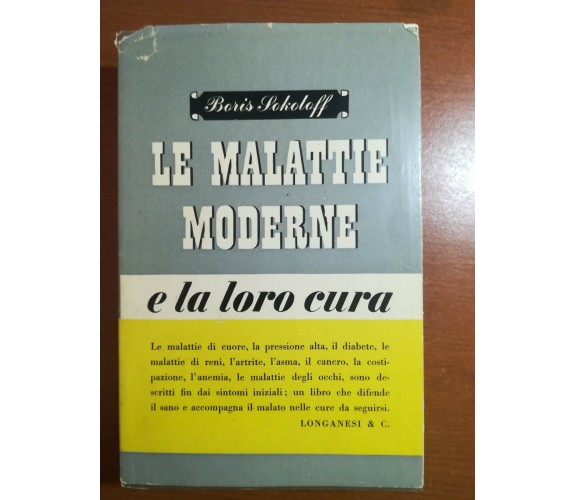 Boris Sokoloff
LE MALATTIE
MODERNE
e la loro cura
Le malattie di cuore, la pressione alta, il diabete, le
malattie di reni, l'artrite, l'asma, il cancro, la costi-
pazione, l'anemia, le malattie degli occhi, sono de-
scritti fin dai sintomi iniziali; un libro che difende
il sano e accompagna il malato nelle cure da seguirsi.
LONGANESI & C.